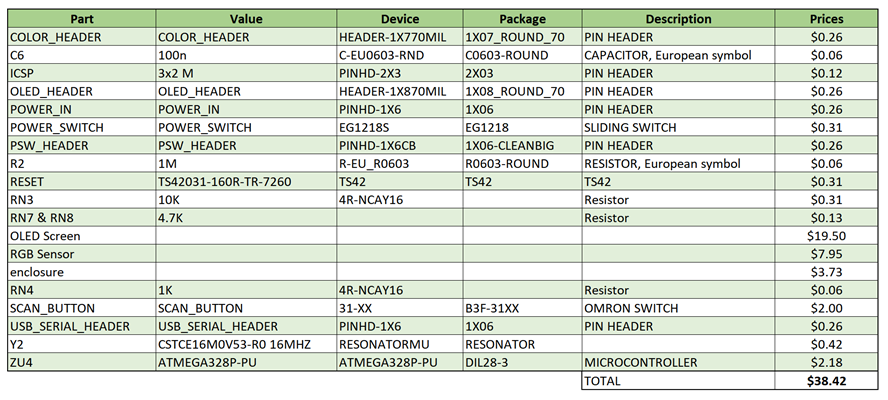 Part Value Device Package Description Prices
COLOR_HEADER COLOR_HEADER HEADER-1X770MIL 1X07_ROUND_70 PIN HEADER $0.26
C6 100n C-EU0603-RND C0603-ROUND CAPACITOR, European symbol $0.06
ICSP 3x2 M PINHD-2X3 2X03 PIN HEADER $0.12
OLED_HEADER OLED_HEADER HEADER-1X870MIL 1X08_ROUND_70 PIN HEADER $0.26
POWER_IN POWER_IN PINHD-1X6 1X06 PIN HEADER $0.26
POWER_SWITCH POWER_SWITCH EG1218S EG1218 SLIDING SWITCH $0.31
PSW_HEADER PSW_HEADER PINHD-1X6CB 1X06-CLEANBIG PIN HEADER $0.26
R2 1M R-EU_R0603 R0603-ROUND RESISTOR, European symbol $0.06
RESET TS42031-160R-TR-7260 TS42 TS42 TS42 $0.31
RN3 10K 4R-NCAY16 Resistor $0.31
RN7 & RN8 4.7K Resistor $0.13
OLED Screen $19.50
RGB Sensor $7.95
enclosure $3.73
RN4 1K 4R-NCAY16 Resistor $0.06
SCAN_BUTTON SCAN_BUTTON 31-XX B3F-31XX OMRON SWITCH $2.00
USB_SERIAL_HEADER USB_SERIAL_HEADER PINHD-1X6 1X06 PIN HEADER $0.26
Y2 CSTCE16M0V53-R0 16MHZ RESONATORMU RESONATOR $0.42
ZU4 ATMEGA328P-PU ATMEGA328P-PU DIL28-3 MICROCONTROLLER $2.18
TOTAL $38.42